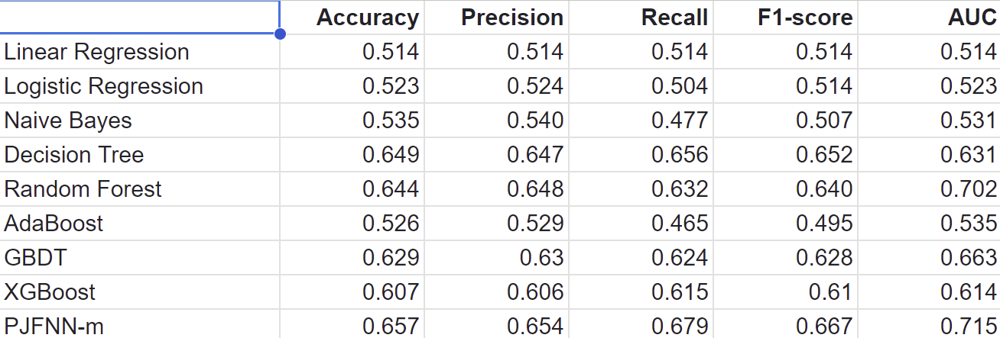 Accuracy Precision Recall F1-score AUC
Linear Regression 0.514 0.514 0.514 0.514 0.514
Logistic Regression 0.523 0.524 0.504 0.514 0.523
Naive Bayes 0.535 0.540 0.477 0.507 0.531
Decision Tree 0.649 0.647 0.656 0.652 0.631
Random Forest 0.644 0.648 0.632 0.640 0.702
AdaBoost 0.526 0.529 0.465 0.495 0.535
GBDT 0.629 0.63 0.624 0.628 0.663
XGBoost 0.607 0.606 0.615 0.61 0.614
PJFNN-m 0.657 0.654 0.679 0.667 0.715